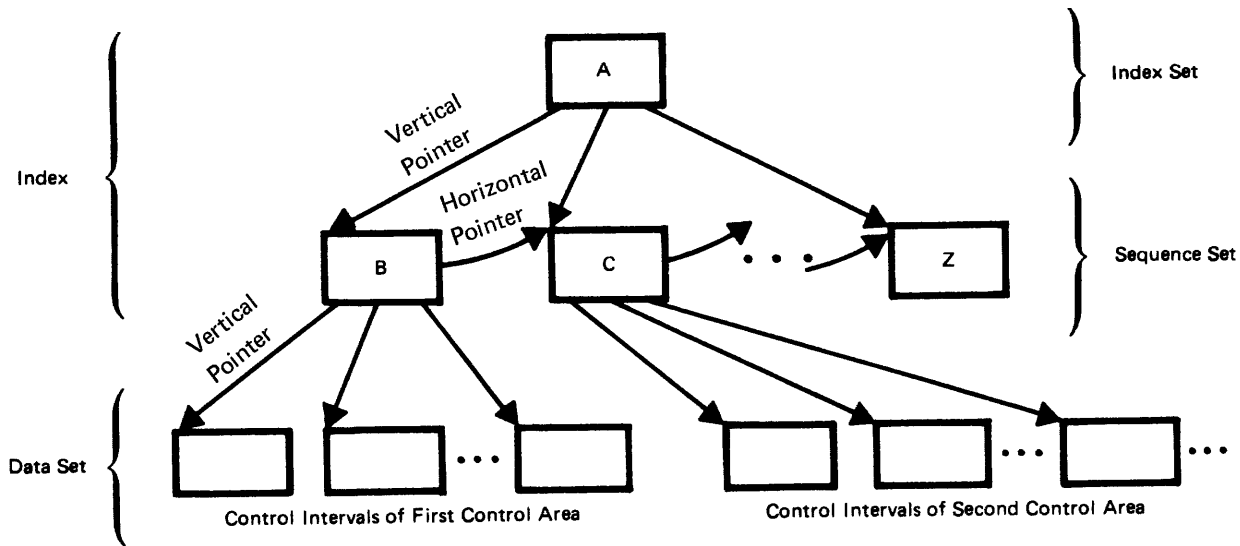 A
Index Set
Vertical
Pointer
Index
Horizontal
Pointer
B
C
• • •
Z
Sequence Set
Vertical
Pointer
Data Set
•••
•••
•••
Control Intervals of First Control Area
Control Intervals of Second Control Area